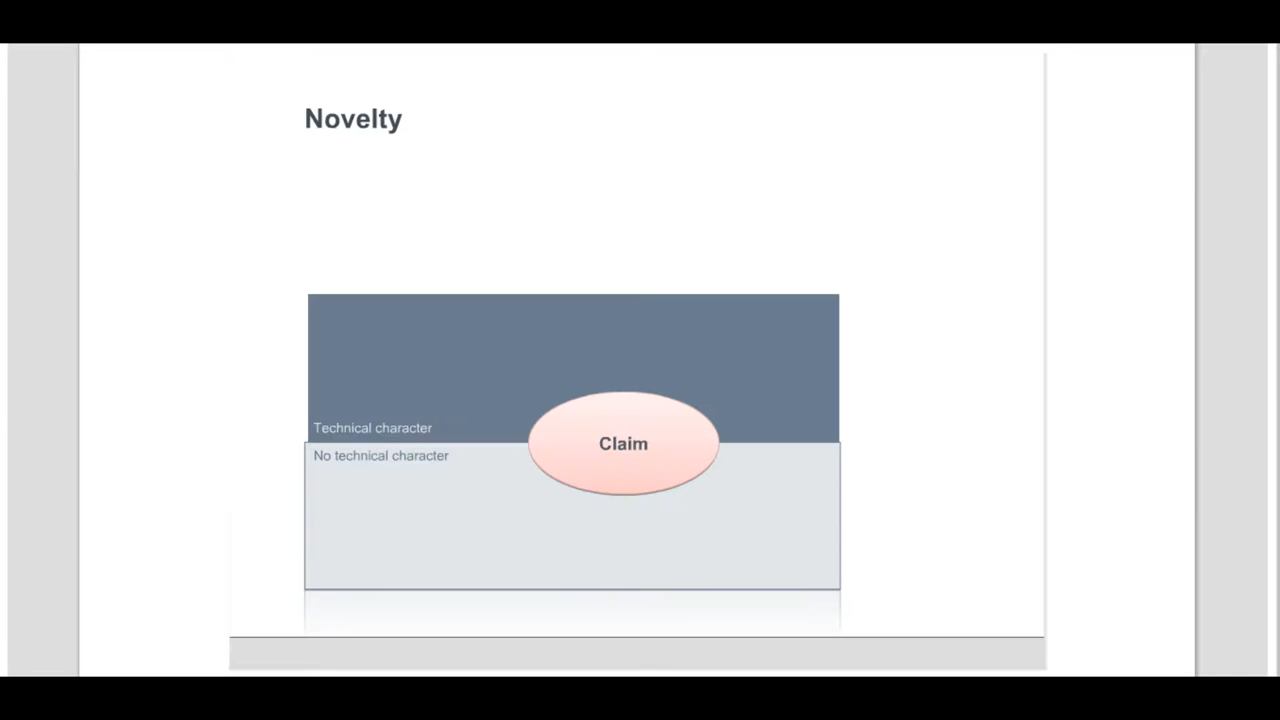 Novelty
Technical character
Claim
No technical character